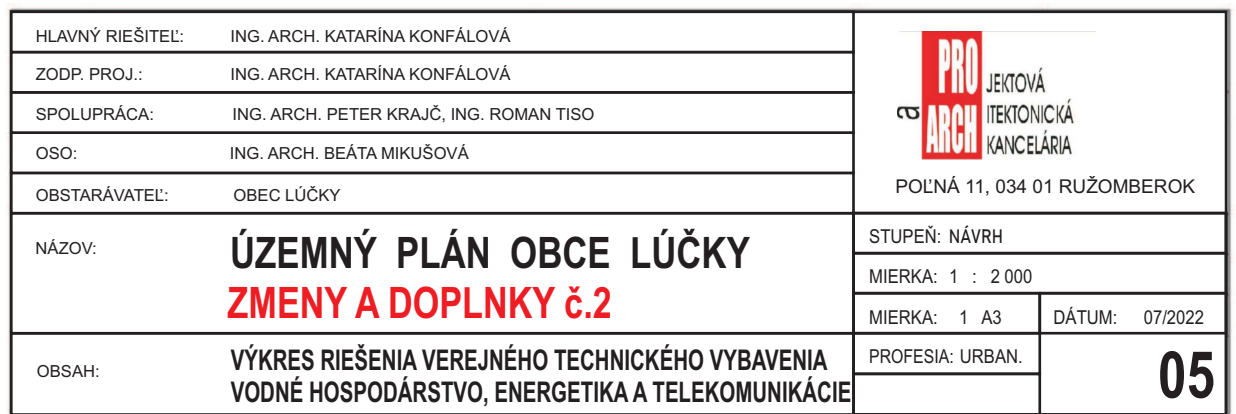 HLAVNÝ RIEŠITEĽ: ING. ARCH. KATARÍNA KONFÁLOVÁ
ZODP. PROJ.: ING. ARCH. KATARÍNA KONFÁLOVÁ
SPOLUPRÁCA: ING. ARCH. PETER KRAJČ, ING. ROMAN TISO
OSO: ING. ARCH. BEÁTA MIKUŠOVÁ
OBSTARÁVATEĽ: OBEC LÚČKY
PRO JEKTOVÁ
a ARCH ITEKTONICKÁ
KANCELÁRIA
POĽNÁ 11, 034 01 RUŽOMBEROK
NÁZOV: ÚZEMNÝ PLÁN OBCE LÚČKY
ZMENY A DOPLNKY č.2
STUPEŇ: NÁVRH
MIERKA: 1 : 2 000
MIERKA: 1 A3 DÁTUM: 07/2022
OBSAH: VÝKRES RIEŠENIA VEREJNÉHO TECHNICKÉHO VYBAVENIA
VODNÉ HOSPODÁRSTVO, ENERGETIKA A TELEKOMUNIKÁCIE
PROFESIA: URBAN.
05